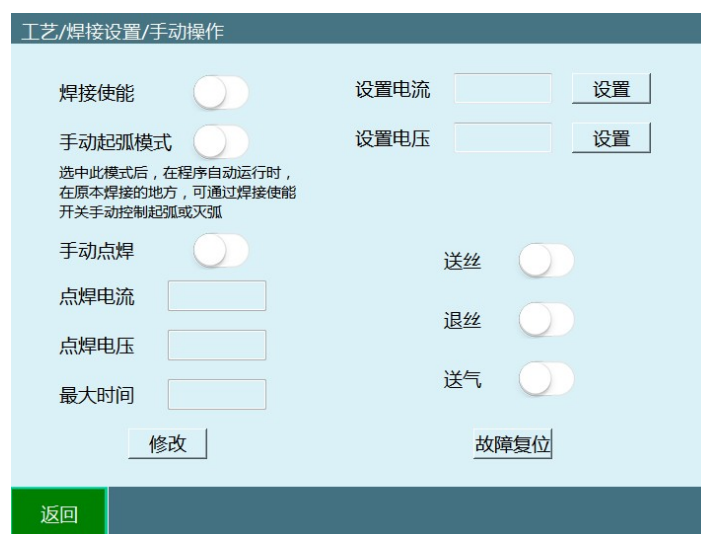 工艺/焊接设置/手动操作
焊接使能
设置电流
设置
手动起弧模式
设置电压
设置
选中此模式后，在程序自动运行时，
在原本焊接的地方，可通过焊接使能
开关手动控制起弧或灭弧
手动点焊
送丝
点焊电流
退丝
点焊电压
送气
最大时间
修改
故障复位
返回